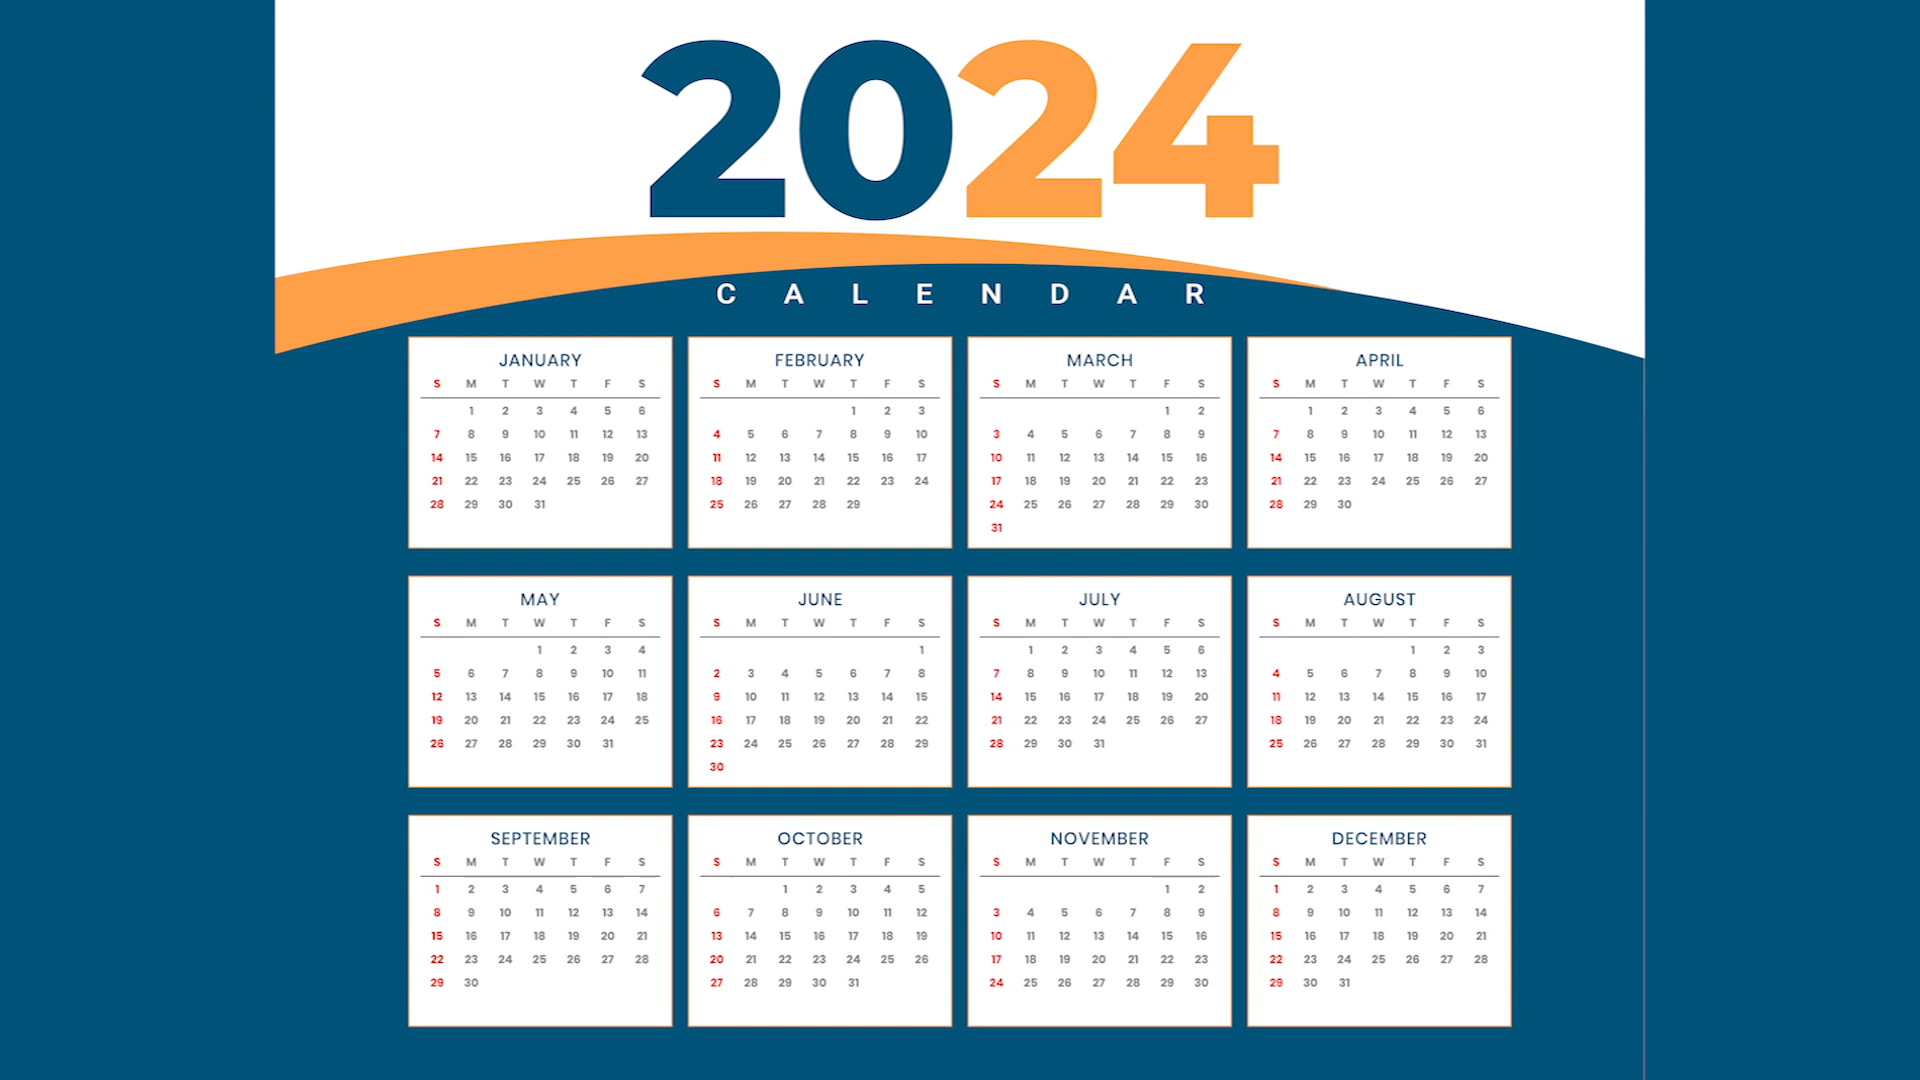 2024
CALENDAR
JANUARY
S M T W T F S
1 2 3 4 5 6
7 8 9 10 11 12 13
14 15 16 17 18 19 20
21 22 23 24 25 26 27
28 29 30 31
FEBRUARY
S M T W T F S
1 2 3
4 5 6 7 8 9 10
11 12 13 14 15 16 17
18 19 20 21 22 23 24
25 26 27 28 29
MARCH
S M T W T F S
1 2
3 4 5 6 7 8 9
10 11 12 13 14 15 16
17 18 19 20 21 22 23
24 25 26 27 28 29 30
31
APRIL
S M T W T F S
1 2 3 4 5 6
7 8 9 10 11 12 13
14 15 16 17 18 19 20
21 22 23 24 25 26 27
28 29 30
MAY
S M T W T F S
1 2 3 4
5 6 7 8 9 10 11
12 13 14 15 16 17 18
19 20 21 22 23 24 25
26 27 28 29 30 31
JUNE
S M T W T F S
1
2 3 4 5 6 7 8
9 10 11 12 13 14 15
16 17 18 19 20 21 22
23 24 25 26 27 28 29
30
JULY
S M T W T F S
1 2 3 4 5 6
7 8 9 10 11 12 13
14 15 16 17 18 19 20
21 22 23 24 25 26 27
28 29 30 31
AUGUST
S M T W T F S
1 2 3
4 5 6 7 8 9 10
11 12 13 14 15 16 17
18 19 20 21 22 23 24
25 26 27 28 29 30 31
SEPTEMBER
S M T W T F S
1 2 3 4 5 6 7
8 9 10 11 12 13 14
15 16 17 18 19 20 21
22 23 24 25 26 27 28
29 30
OCTOBER
S M T W T F S
1 2 3 4 5
6 7 8 9 10 11 12
13 14 15 16 17 18 19
20 21 22 23 24 25 26
27 28 29 30 31
NOVEMBER
S M T W T F S
1 2
3 4 5 6 7 8 9
10 11 12 13 14 15 16
17 18 19 20 21 22 23
24 25 26 27 28 29 30
DECEMBER
S M T W T F S
1 2 3 4 5 6 7
8 9 10 11 12 13 14
15 16 17 18 19 20 21
22 23 24 25 26 27 28
29 30 31